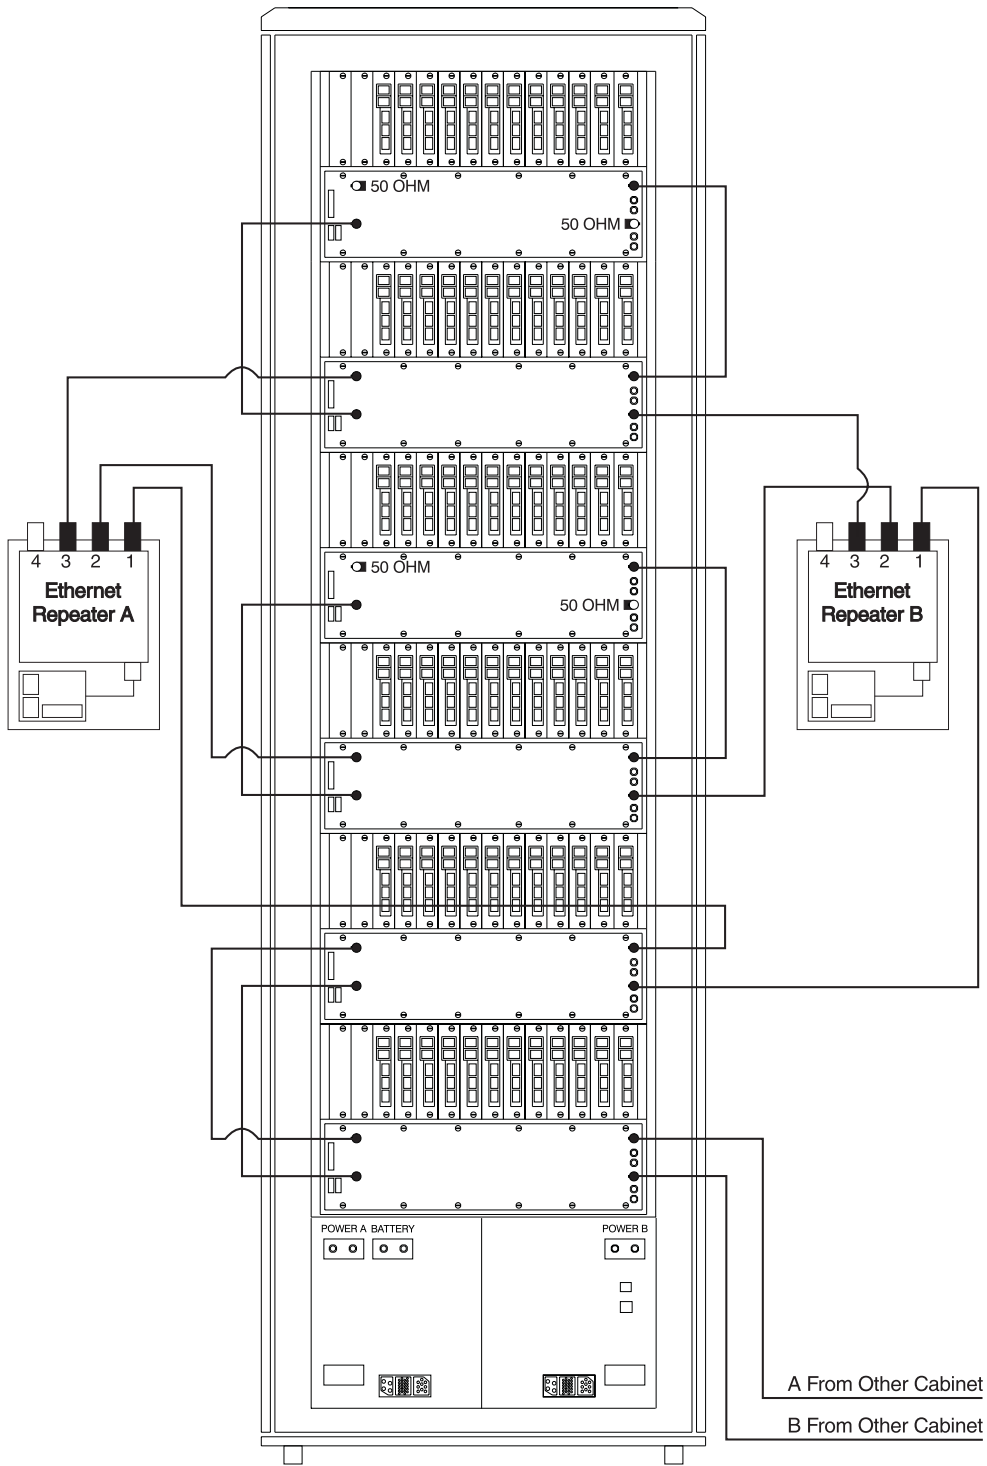 50 OHM
50 OHM
4 3 2 1
Ethernet
Repeater A
4 3 2 1
Ethernet
Repeater B
50 OHM
50 OHM
POWER A BATTERY
POWER B
A From Other Cabinet
B From Other Cabinet